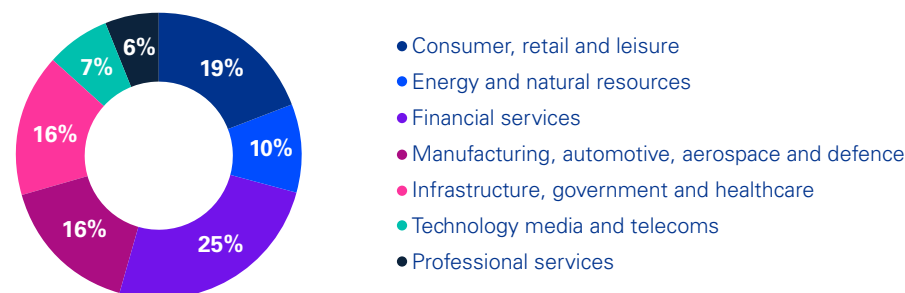 6%
7%
19%
16%
10%
16%
25%
Consumer, retail and leisure
Energy and natural resources
Financial services
Manufacturing, automotive, aerospace and defence
Infrastructure, government and healthcare
Technology media and telecoms
Professional services